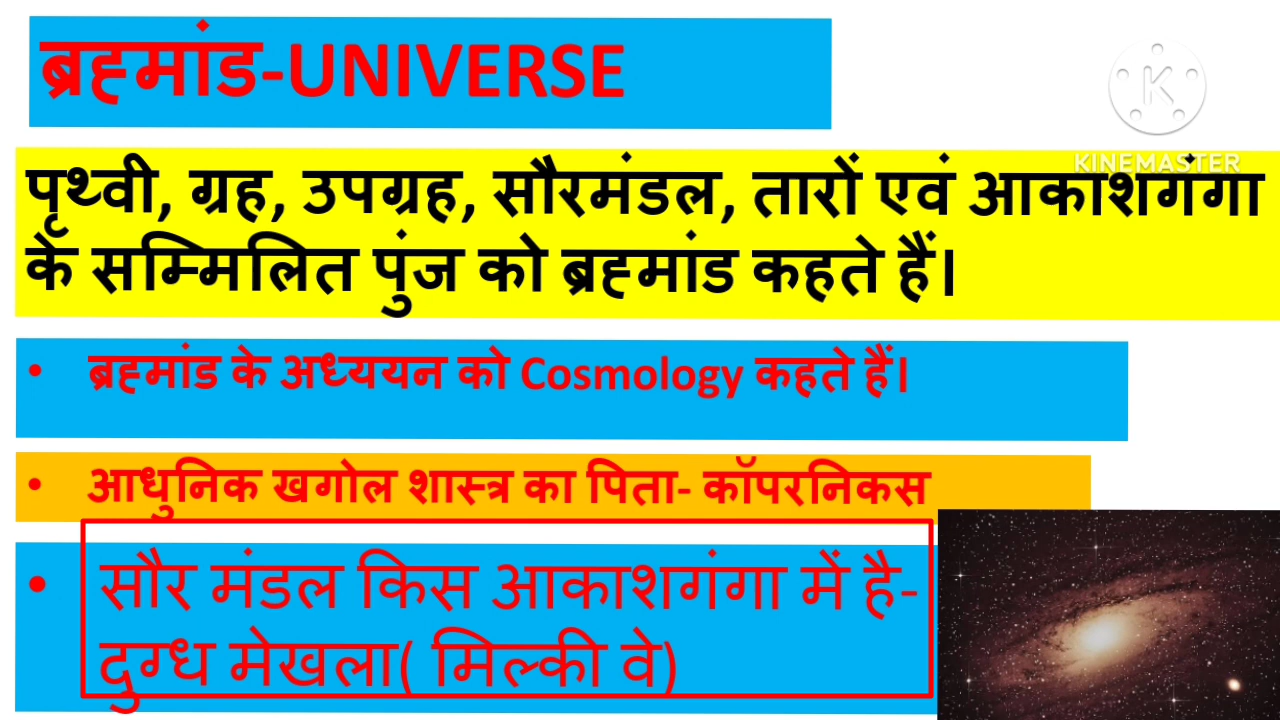 ब्रह्मांड-UNIVERSE
K
KINEMASTER
पृथ्वी, ग्रह, उपग्रह, सौरमंडल, तारों एवं आकाशगंगा
के सम्मिलित पुंज को ब्रह्मांड कहते हैं।
• ब्रह्मांड के अध्ययन को Cosmology कहते हैं।
• आधुनिक खगोल शास्त्र का पिता- कॉपरनिकस
• सौर मंडल किस आकाशगंगा में है-
दुग्ध मेखला( मिल्की वे)